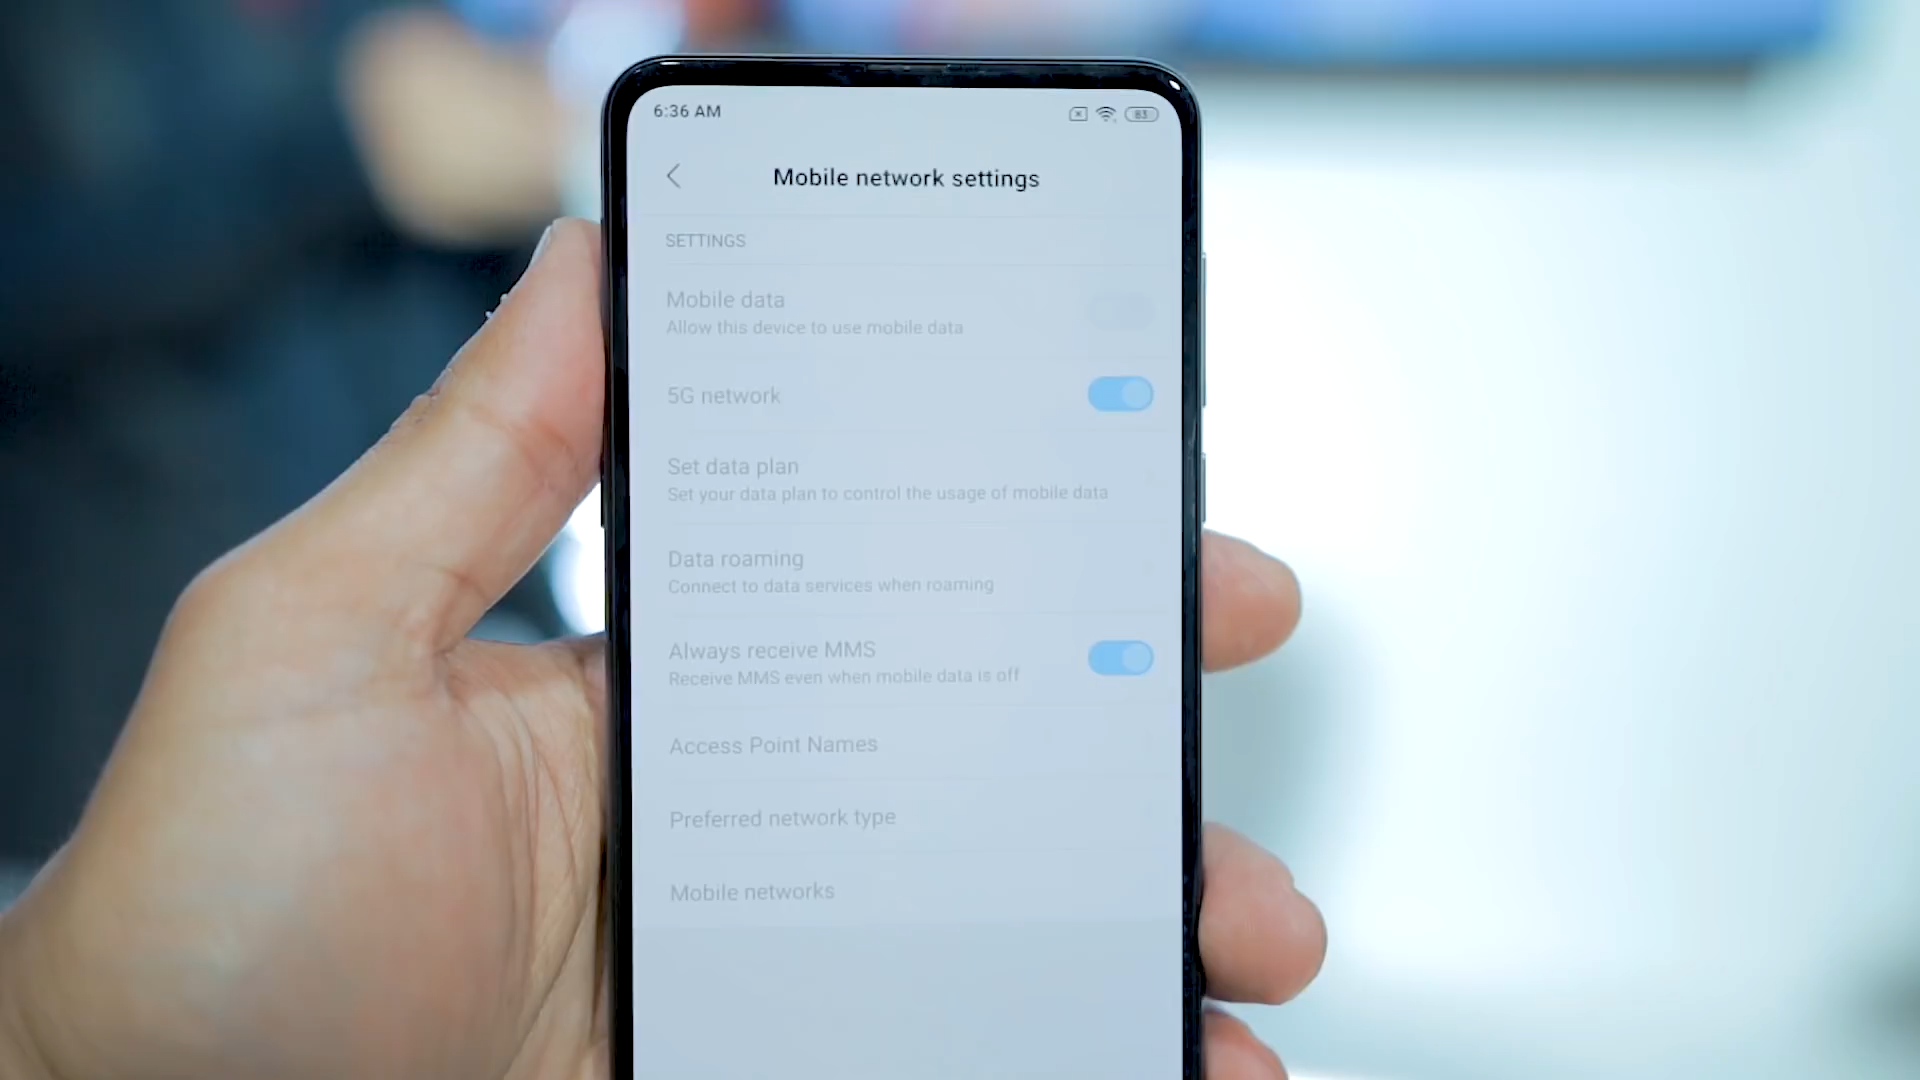 6:36 AM
83
Mobile network settings
SETTINGS
Mobile data
Allow this device to use mobile data
5G network
Set data plan
Set your data plan to control the usage of mobile data
Data roaming
Connect to data services when roaming
Always receive MMS
Receive MMS even when mobile data is off
Access Point Names
Preferred network type
Mobile networks